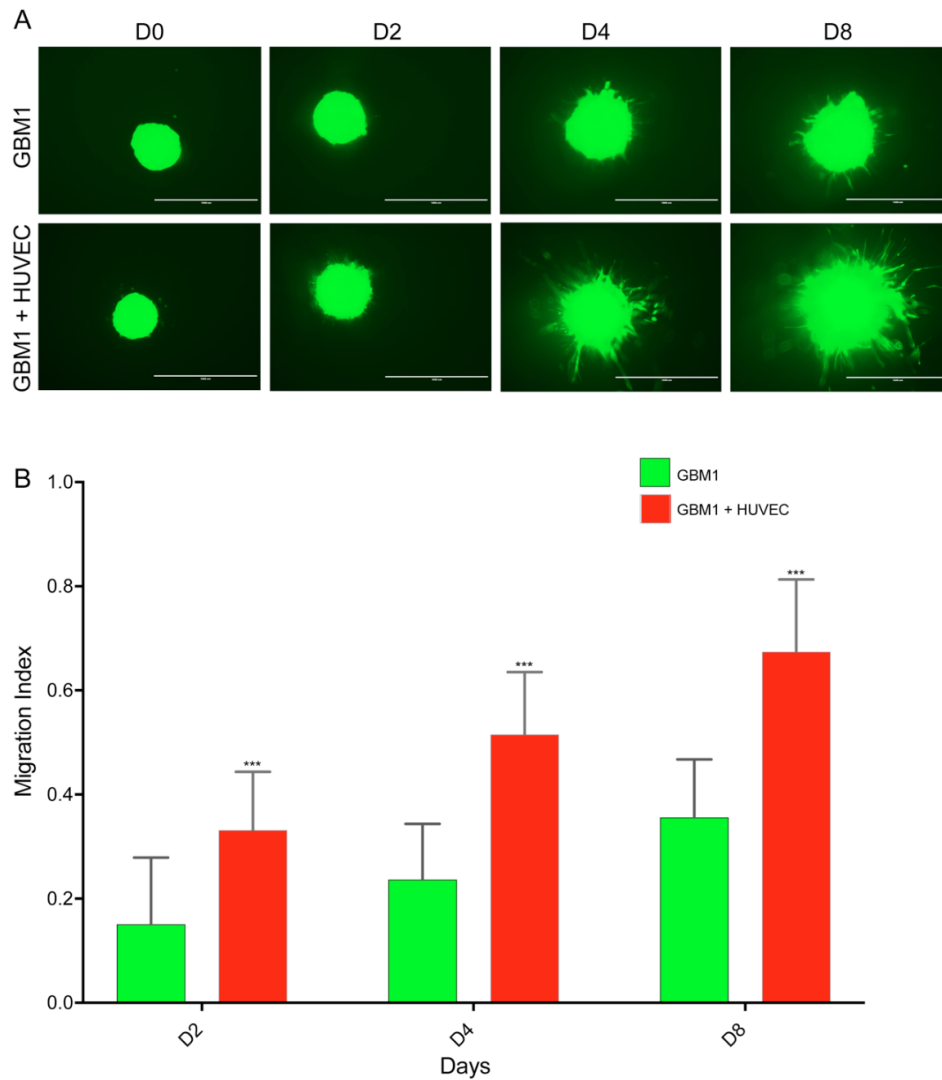 A
D0 D2 D4 D8
GBM1
GBM1 + HUVEC
B
1.0
0.8
0.6
0.4
0.2
0.0
Migration Index
GBM1
GBM1 + HUVEC
***
***
***
D2 D4 D8
Days